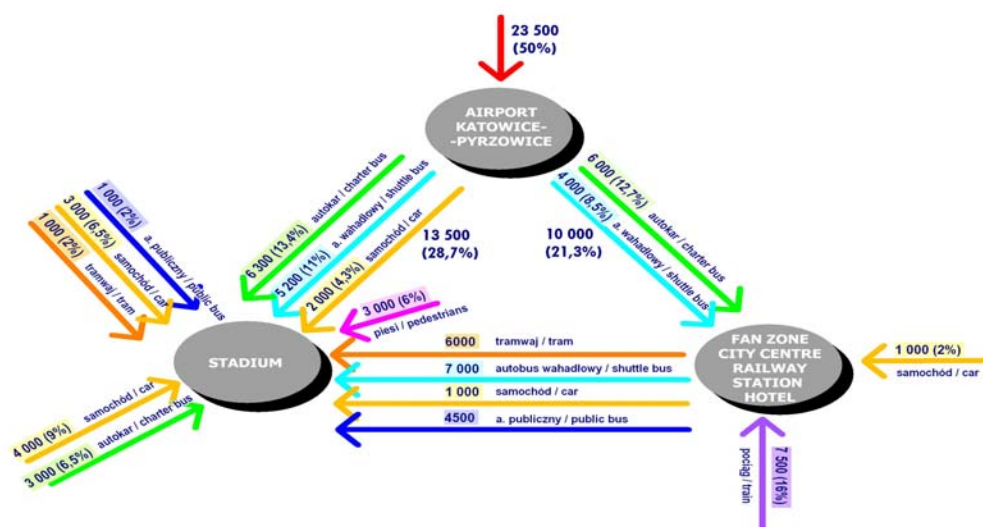 23 500
(50%)
AIRPORT
KATOWICE-
-PYRZOWICE
6 300 (13,4%) autokar / charter bus
5 200 (11%) a. wahadłowy / shuttle bus
2 000 (4,3%) samochód / car
13 500
(28,7%)
10 000
(21,3%)
6 000 (12,7%) autokar / charter bus
4 000 (8,5%) a. wahadłowy / shuttle bus
1 000 (2%) a. publiczny / public bus
3 000 (6,5%) samochód / car
1 000 (2%) tramwaj / tram
3 000 (6%)
piesi / pedestrians
STADIUM
6000 tramwaj / tram
7 000 autobus wahadłowy / shuttle bus
1 000 samochód / car
4500 a. publiczny / public bus
FAN ZONE
CITY CENTRE
RAILWAY
STATION
HOTEL
1 000 (2%)
samochód / car
4 000 (9%) samochód / car
3 000 (6,5%) autokar / charter bus
pociąg / train
7 500 (16%)